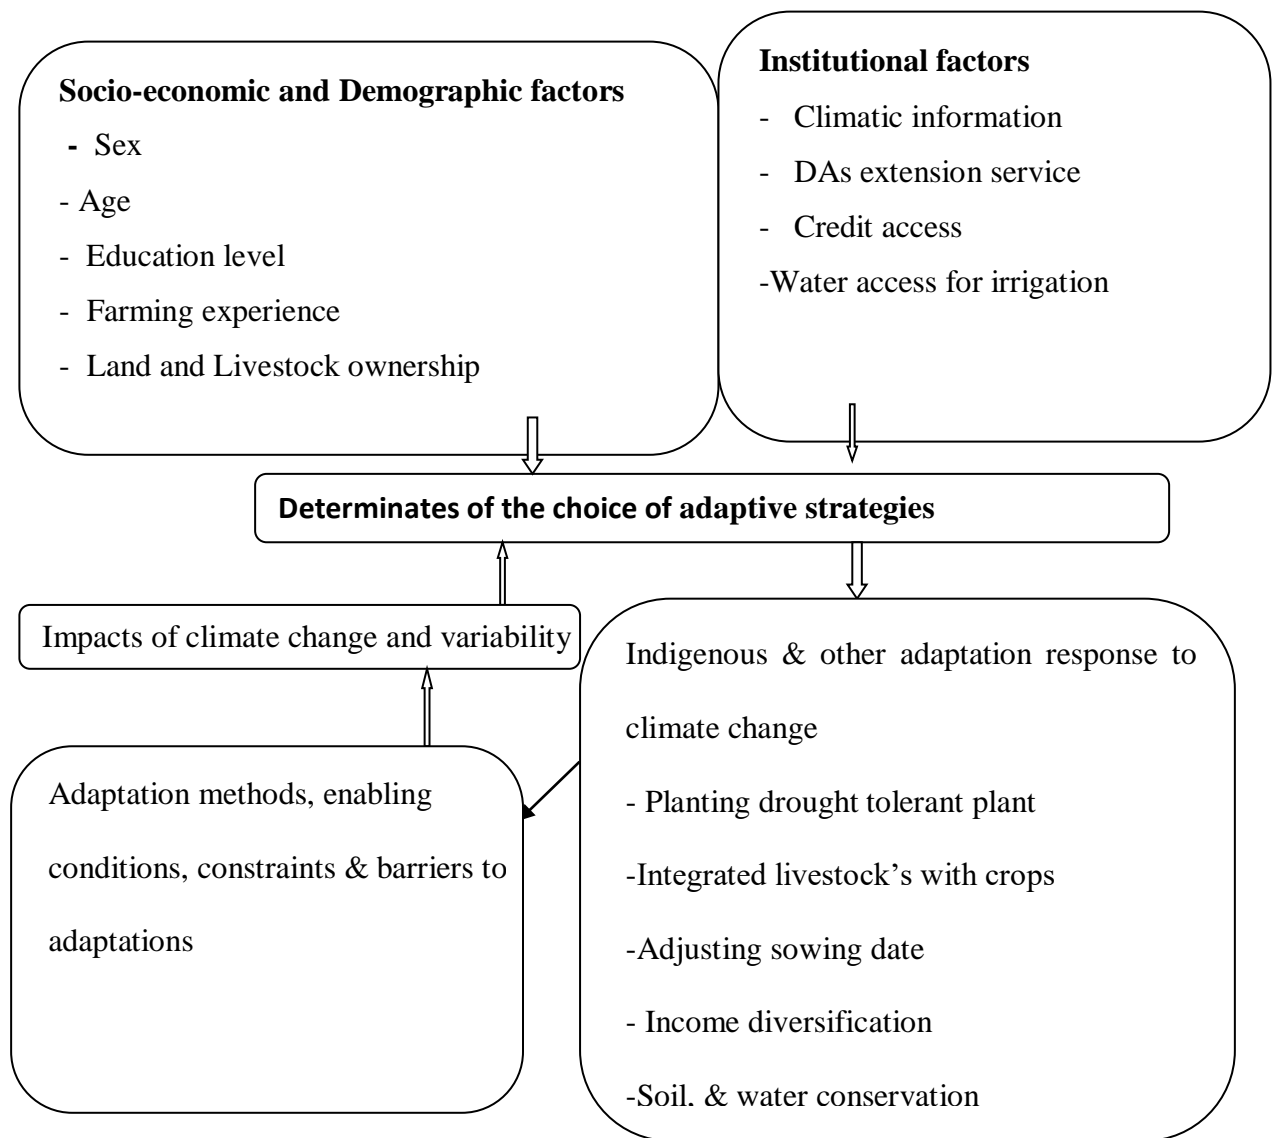 Socio-economic and Demographic factors
- Sex
- Age
- Education level
- Farming experience
- Land and Livestock ownership
Institutional factors
- Climatic information
- DAs extension service
- Credit access
-Water access for irrigation
Determinates of the choice of adaptive strategies
Impacts of climate change and variability
Indigenous & other adaptation response to
climate change
- Planting drought tolerant plant
-Integrated livestock’s with crops
-Adjusting sowing date
- Income diversification
-Soil, & water conservation
Adaptation methods, enabling
conditions, constraints & barriers to
adaptations